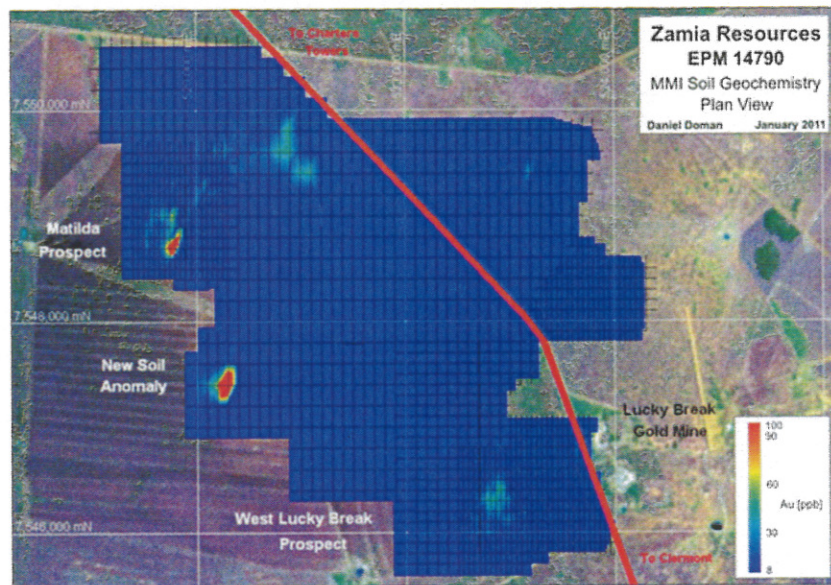 To Charters
Towers
Zamia Resources
EPM 14790
MMI Soil Geochemistry
Plan View
Daniel Doman January 2011
7,550,000 mN
Matilda
Prospect
7,548,000 mN
New Soil
Anomaly
Lucky Break
Gold Mine
100
90
60
Au [ppb]
30
West Lucky Break
Prospect
7,546,000 mN
To Clermont